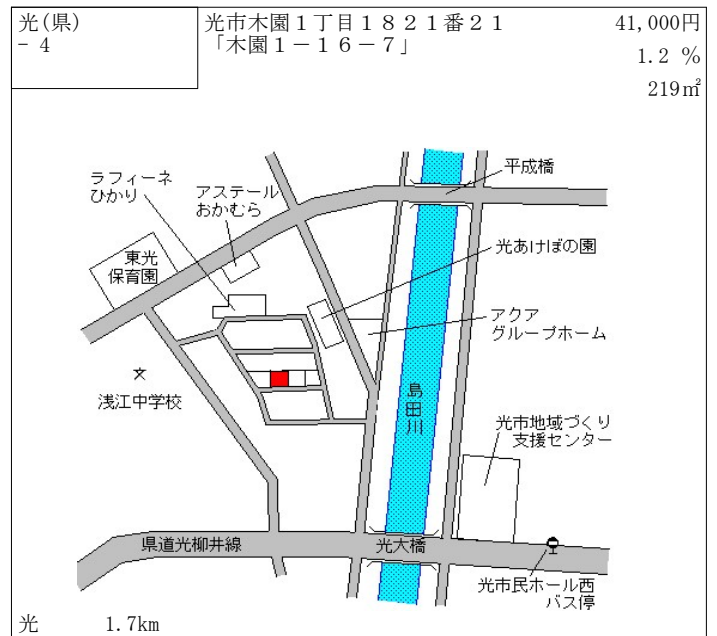 光(県)
- 4
光市木園１丁目１８２１番２１
「木園１－１６－７」
41,000円
1.2 %
219㎡
平成橋
ラフィーネ
ひかり
アステール
おかむら
東光
保育園
光あけぼの園
アクア
グループホーム
文
浅江中学校
島田川
光市地域づくり
支援センター
県道光柳井線
光大橋
光市民ホール西
バス停
光 1.7km